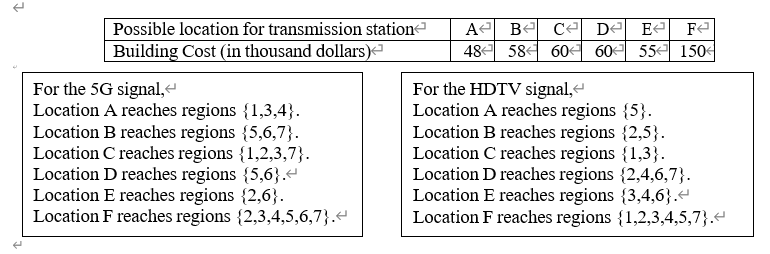 Possible location for transmission station A B C D E F
Building Cost (in thousand dollars) 48 58 60 60 55 150
For the 5G signal,
Location A reaches regions {1,3,4}.
Location B reaches regions {5,6,7}.
Location C reaches regions {1,2,3,7}.
Location D reaches regions {5,6}.
Location E reaches regions {2,6}.
Location F reaches regions {2,3,4,5,6,7}.
For the HDTV signal,
Location A reaches regions {5}.
Location B reaches regions {2,5}.
Location C reaches regions {1,3}.
Location D reaches regions {2,4,6,7}.
Location E reaches regions {3,4,6}.
Location F reaches regions {1,2,3,4,5,7}.